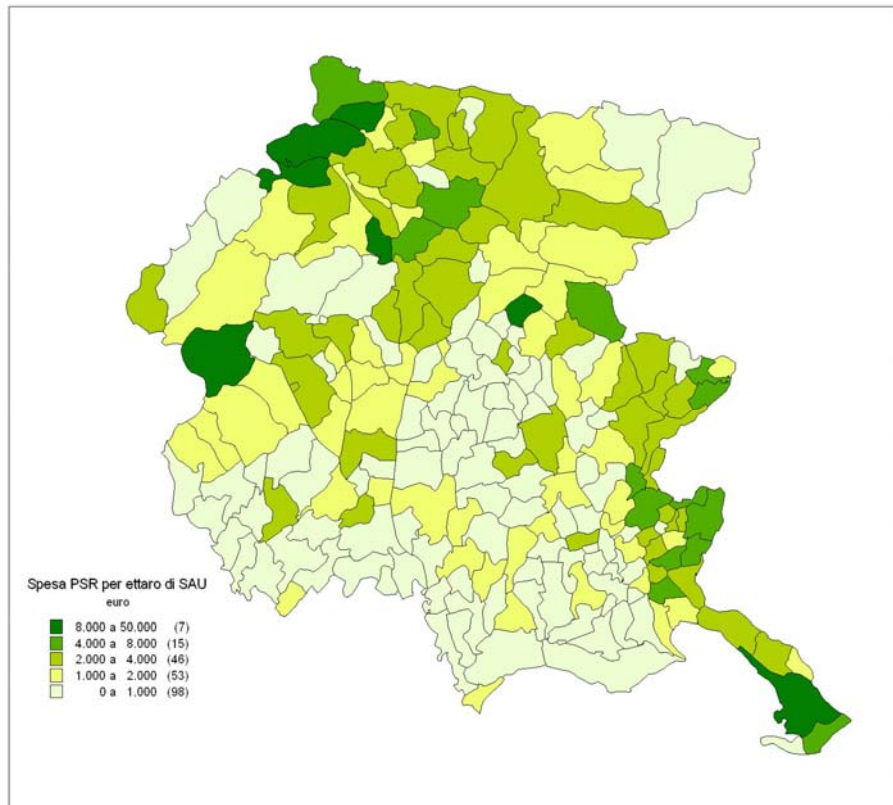 Spesa PSR per ettaro di SAU
euro
8.000 a 50.000 (7)
4.000 a 8.000 (15)
2.000 a 4.000 (46)
1.000 a 2.000 (53)
0 a 1.000 (98)